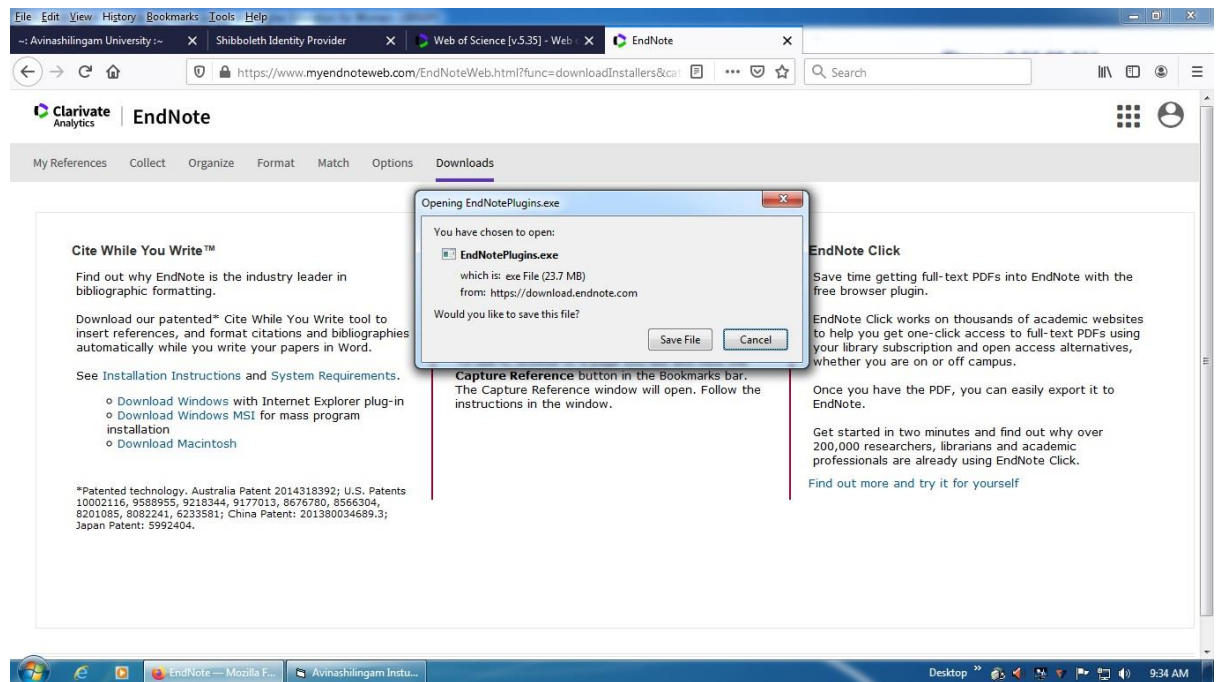 File Edit View History Bookmarks Tools Help
~: Avinashilingam University :~
Shibboleth Identity Provider
Web of Science [v.5.35] - Web
EndNote
https://www.myendnoteweb.com/EndNoteWeb.html?func=downloadInstallers&cat
Search
Clarivate
Analytics
EndNote
My References Collect Organize Format Match Options Downloads
Opening EndNotePlugins.exe
You have chosen to open:
EndNotePlugins.exe
which is: exe File (23.7 MB)
from: https://download.endnote.com
Would you like to save this file?
Save File Cancel
Cite While You Write™
Find out why EndNote is the industry leader in
bibliographic formatting.
Download our patented* Cite While You Write tool to
insert references, and format citations and bibliographies
automatically while you write your papers in Word.
See Installation Instructions and System Requirements.
Download Windows with Internet Explorer plug-in
Download Windows MSI for mass program
installation
Download Macintosh
*Patented technology. Australia Patent 2014318392; U.S. Patents
10002116, 9588955, 9218344, 9177013, 8676780, 8566304,
8201085, 8082241, 6233581; China Patent: 201380034689.3;
Japan Patent: 5992404.
Capture Reference button in the Bookmarks bar.
The Capture Reference window will open. Follow the
instructions in the window.
EndNote Click
Save time getting full-text PDFs into EndNote with the
free browser plugin.
EndNote Click works on thousands of academic websites
to help you get one-click access to full-text PDFs using
your library subscription and open access alternatives,
whether you are on or off campus.
Once you have the PDF, you can easily export it to
EndNote.
Get started in two minutes and find out why over
200,000 researchers, librarians and academic
professionals are already using EndNote Click.
Find out more and try it for yourself
EndNote — Mozilla F...
Avinashilingam Instu...
Desktop
9:34 AM